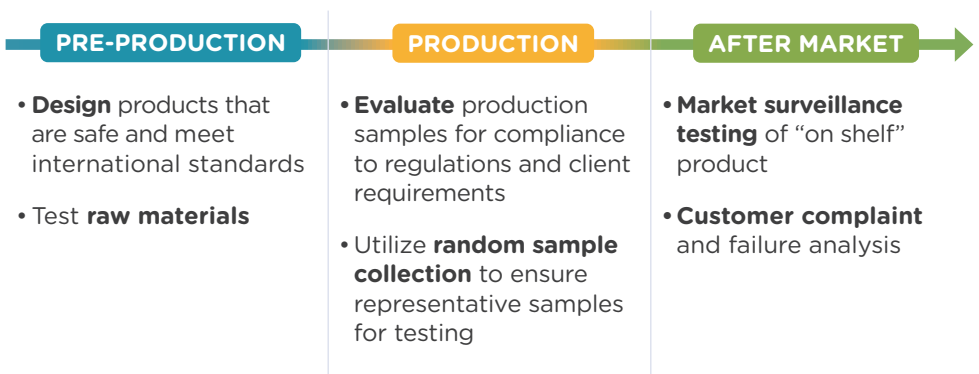 PRE-PRODUCTION
• Design products that
are safe and meet
international standards
• Test raw materials
PRODUCTION
• Evaluate production
samples for compliance
to regulations and client
requirements
• Utilize random sample
collection to ensure
representative samples
for testing
AFTER MARKET
• Market surveillance
testing of “on shelf”
product
• Customer complaint
and failure analysis